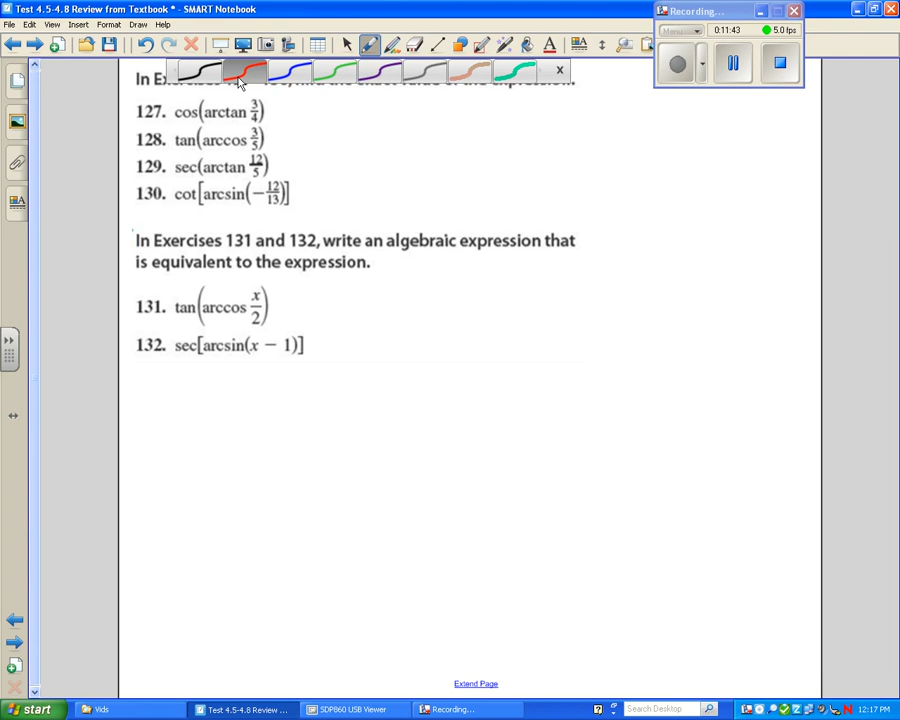 Test 4.5-4.8 Review from Textbook * - SMART Notebook
Recording...
File Edit View Insert Format Draw Help
Menu
0:11:43
5.0 fps
x
In
the expression.
127. cos(arctan 3/4)
128. tan(arccos 3/5)
129. sec(arctan 12/5)
130. cot[arcsin(−12/13)]
In Exercises 131 and 132, write an algebraic expression that
is equivalent to the expression.
131. tan(arccos x/2)
132. sec[arcsin(x − 1)]
Extend Page
start
Vids
Test 4.5-4.8 Review ...
SDP860 USB Viewer
Recording...
Search Desktop
12:17 PM